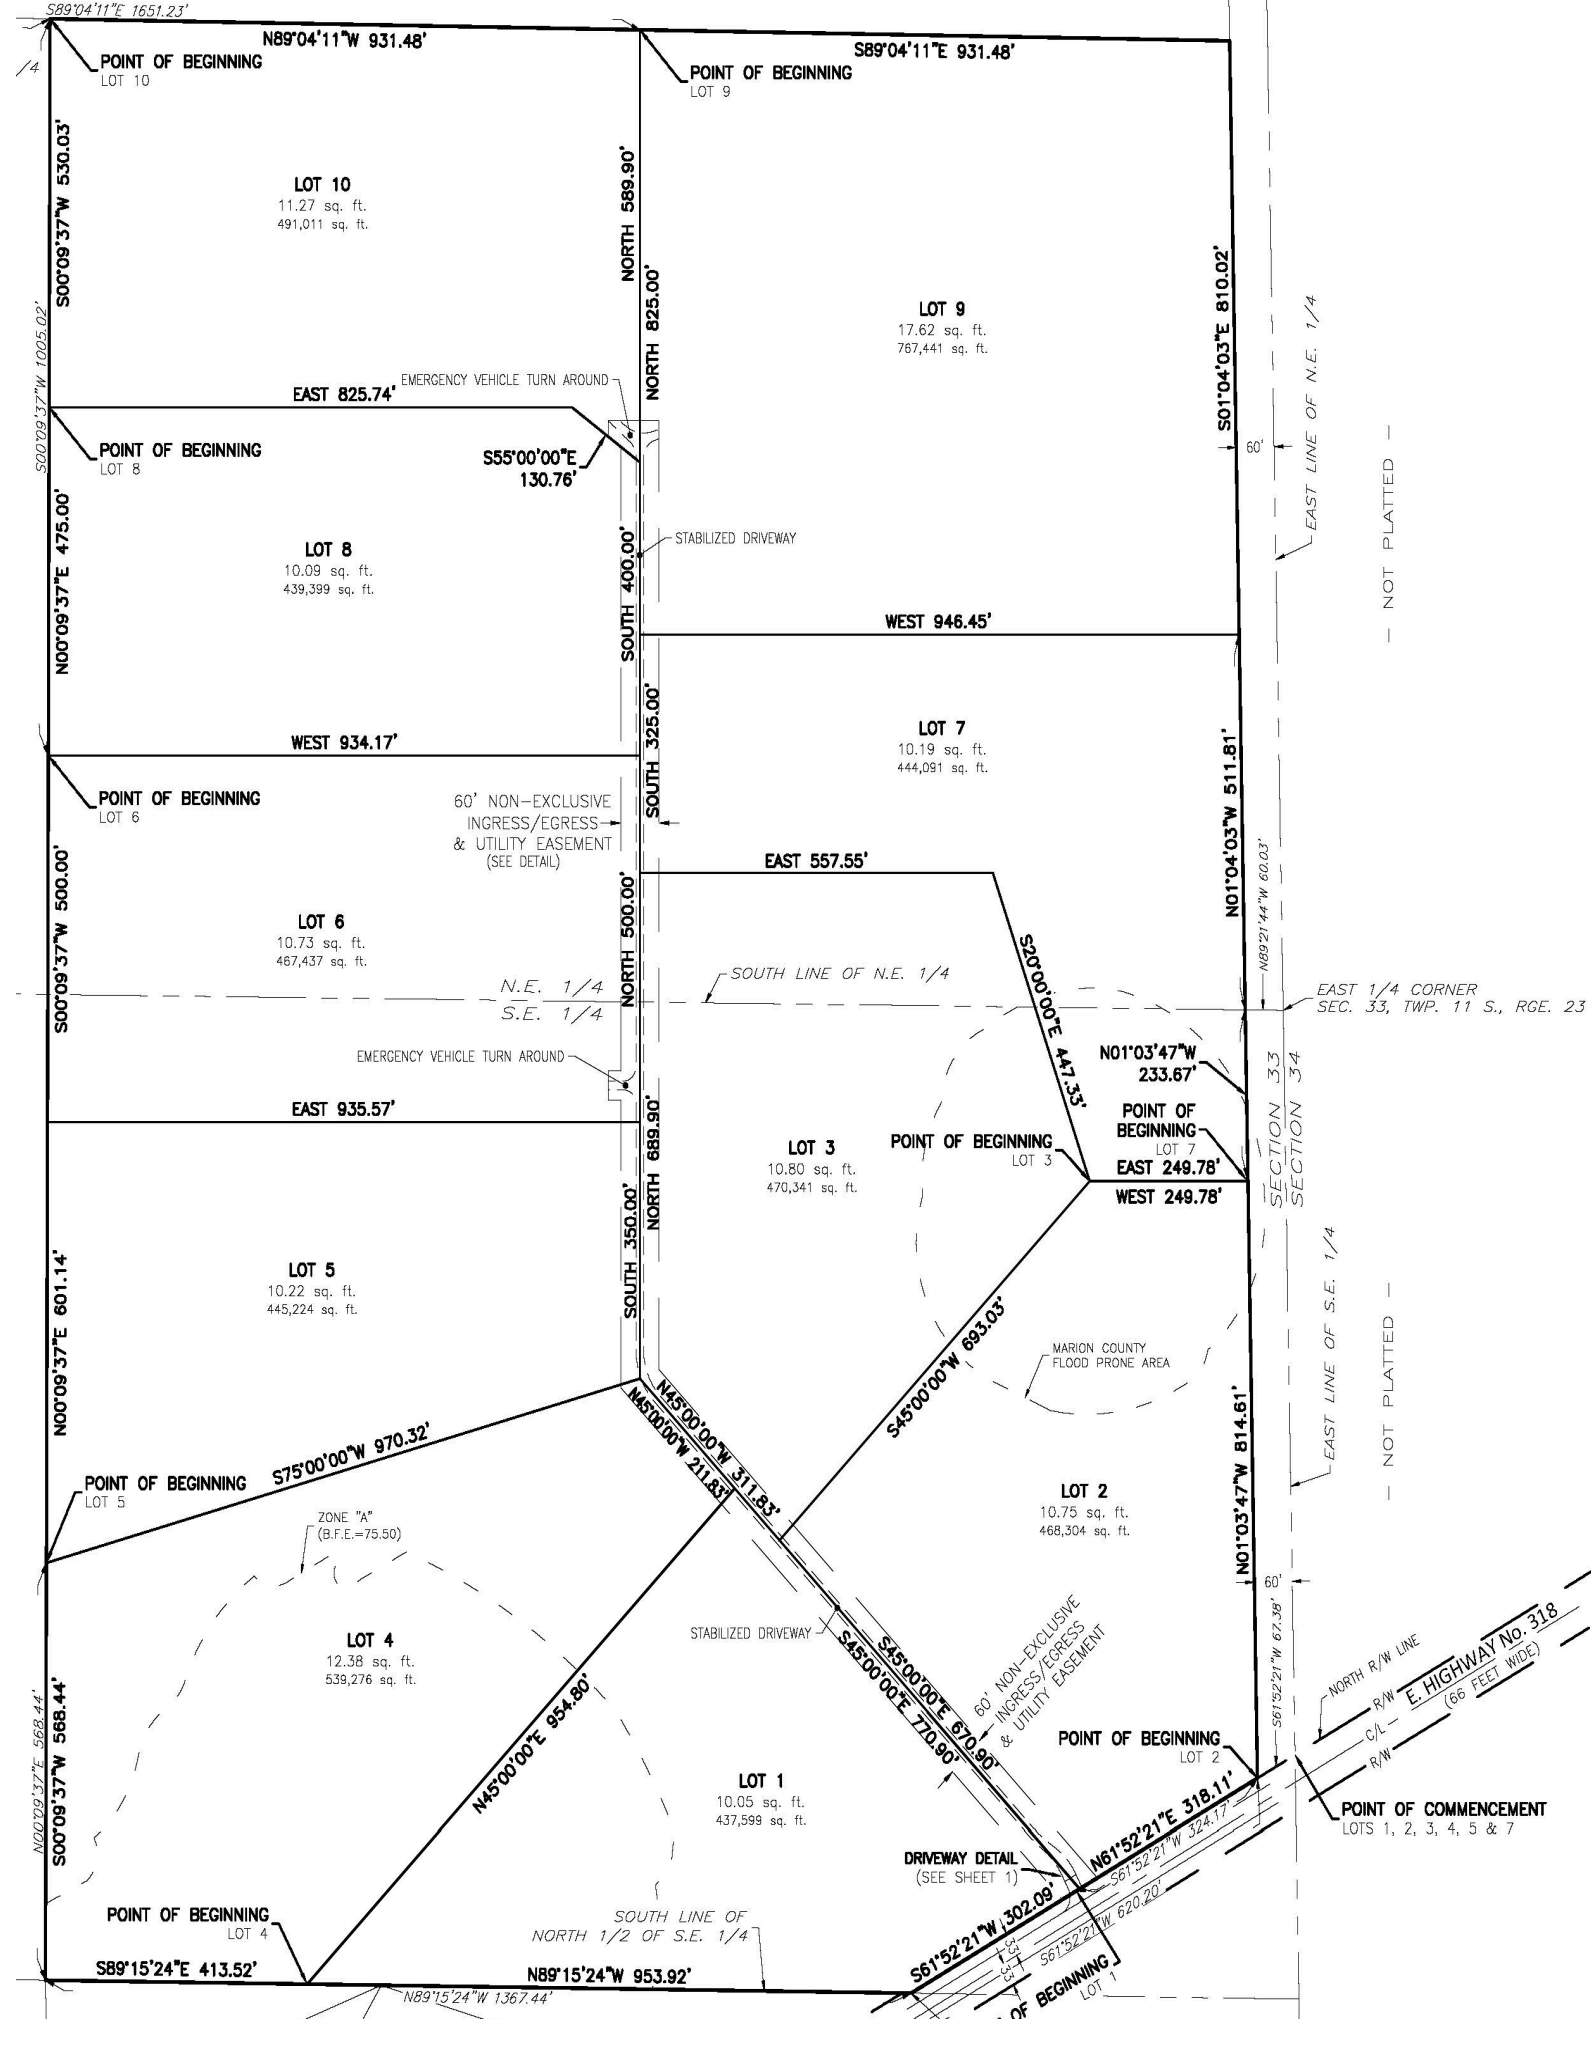 S89°04'11"E 1651.23'
N89°04'11"W 931.48'
S89°04'11"E 931.48'
/4
POINT OF BEGINNING
LOT 10
POINT OF BEGINNING
LOT 9
S00°09'37"W 530.03'
S00°09'37"W 1005.02'
LOT 10
11.27 sq. ft.
491,011 sq. ft.
NORTH 589.90'
NORTH 825.00'
LOT 9
17.62 sq. ft.
767,441 sq. ft.
S01°04'03"E 810.02'
EAST LINE OF N.E. 1/4
— NOT PLATTED —
60'
EAST 825.74'
EMERGENCY VEHICLE TURN AROUND
POINT OF BEGINNING
LOT 8
S55°00'00"E
130.76'
N00°09'37"E 475.00'
LOT 8
10.09 sq. ft.
439,399 sq. ft.
SOUTH 400.00'
STABILIZED DRIVEWAY
WEST 946.45'
WEST 934.17'
SOUTH 325.00'
LOT 7
10.19 sq. ft.
444,091 sq. ft.
N01°04'03"W 511.81'
N89°21'44"W 60.03'
POINT OF BEGINNING
LOT 6
60' NON-EXCLUSIVE
INGRESS/EGRESS
& UTILITY EASEMENT
(SEE DETAIL)
EAST 557.55'
S00°09'37"W 500.00'
LOT 6
10.73 sq. ft.
467,437 sq. ft.
NORTH 500.00'
S20°00'00"E 447.33'
N.E. 1/4
S.E. 1/4
SOUTH LINE OF N.E. 1/4
EAST 1/4 CORNER
SEC. 33, TWP. 11 S., RGE. 23
EMERGENCY VEHICLE TURN AROUND
N01°03'47"W
233.67'
SECTION 33
SECTION 34
EAST 935.57'
NORTH 689.90'
POINT OF
BEGINNING
LOT 7
LOT 3
10.80 sq. ft.
470,341 sq. ft.
POINT OF BEGINNING
LOT 3
EAST 249.78'
WEST 249.78'
N00°09'37"E 601.14'
LOT 5
10.22 sq. ft.
445,224 sq. ft.
SOUTH 350.00'
S45°00'00"W 693.03'
MARION COUNTY
FLOOD PRONE AREA
EAST LINE OF S.E. 1/4
— NOT PLATTED —
N01°03'47"W 814.61'
S75°00'00"W 970.32'
N45°00'00"W 211.83'
N45°00'00"W 311.83'
POINT OF BEGINNING
LOT 5
ZONE "A"
(B.F.E.=75.50)
LOT 2
10.75 sq. ft.
468,304 sq. ft.
60'
S61°52'21"W 67.38'
LOT 4
12.38 sq. ft.
539,276 sq. ft.
STABILIZED DRIVEWAY
S45°00'00"E 670.90'
S45°00'00"E 770.90'
60' NON-EXCLUSIVE
INGRESS/EGRESS
& UTILITY EASEMENT
NORTH R/W LINE
R/W
C/L
R/W
E. HIGHWAY No. 318
(66 FEET WIDE)
N00°09'37"E 568.44'
S00°09'37"W 568.44'
N45°00'00"E 954.80'
POINT OF BEGINNING
LOT 2
LOT 1
10.05 sq. ft.
437,599 sq. ft.
POINT OF COMMENCEMENT
LOTS 1, 2, 3, 4, 5 & 7
N61°52'21"E 318.11'
S61°52'21"W 324.17'
DRIVEWAY DETAIL
(SEE SHEET 1)
S61°52'21"W 302.09'
S61°52'21"W 620.20'
33'
33'
POINT OF BEGINNING
LOT 4
SOUTH LINE OF
NORTH 1/2 OF S.E. 1/4
S89°15'24"E 413.52'
N89°15'24"W 953.92'
N89°15'24"W 1367.44'
OF BEGINNING
LOT 1